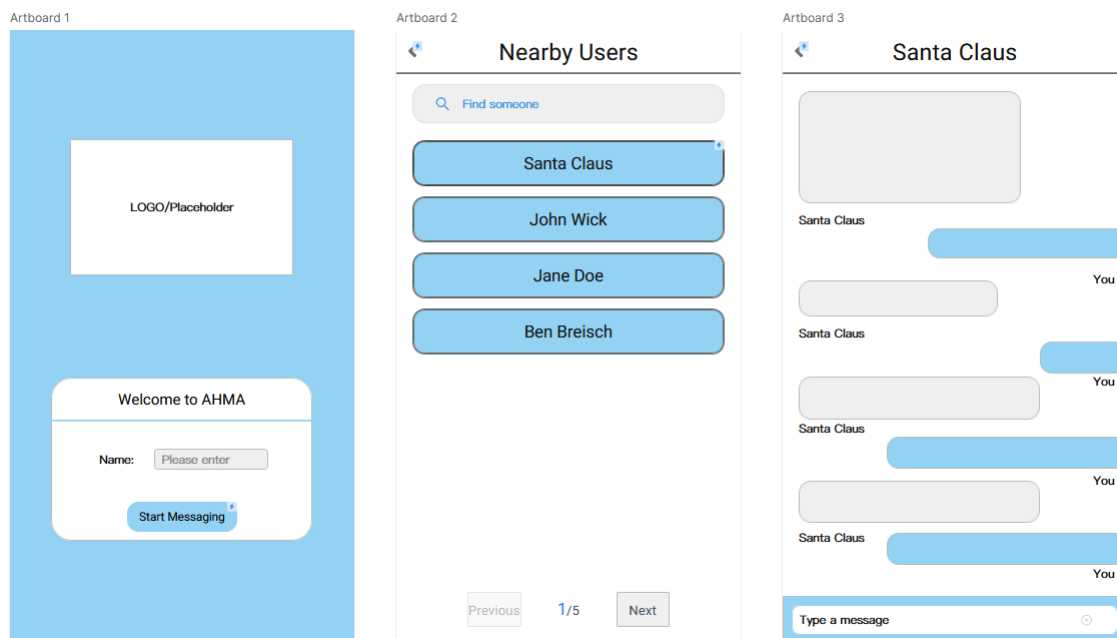 Artboard 1
LOGO/Placeholder
Welcome to AHMA
Name: Please enter
Start Messaging
Artboard 2
Nearby Users
Find someone
Santa Claus
John Wick
Jane Doe
Ben Breisch
Previous 1/5 Next
Artboard 3
Santa Claus
Santa Claus
You
Santa Claus
You
Santa Claus
You
Santa Claus
You
Type a message